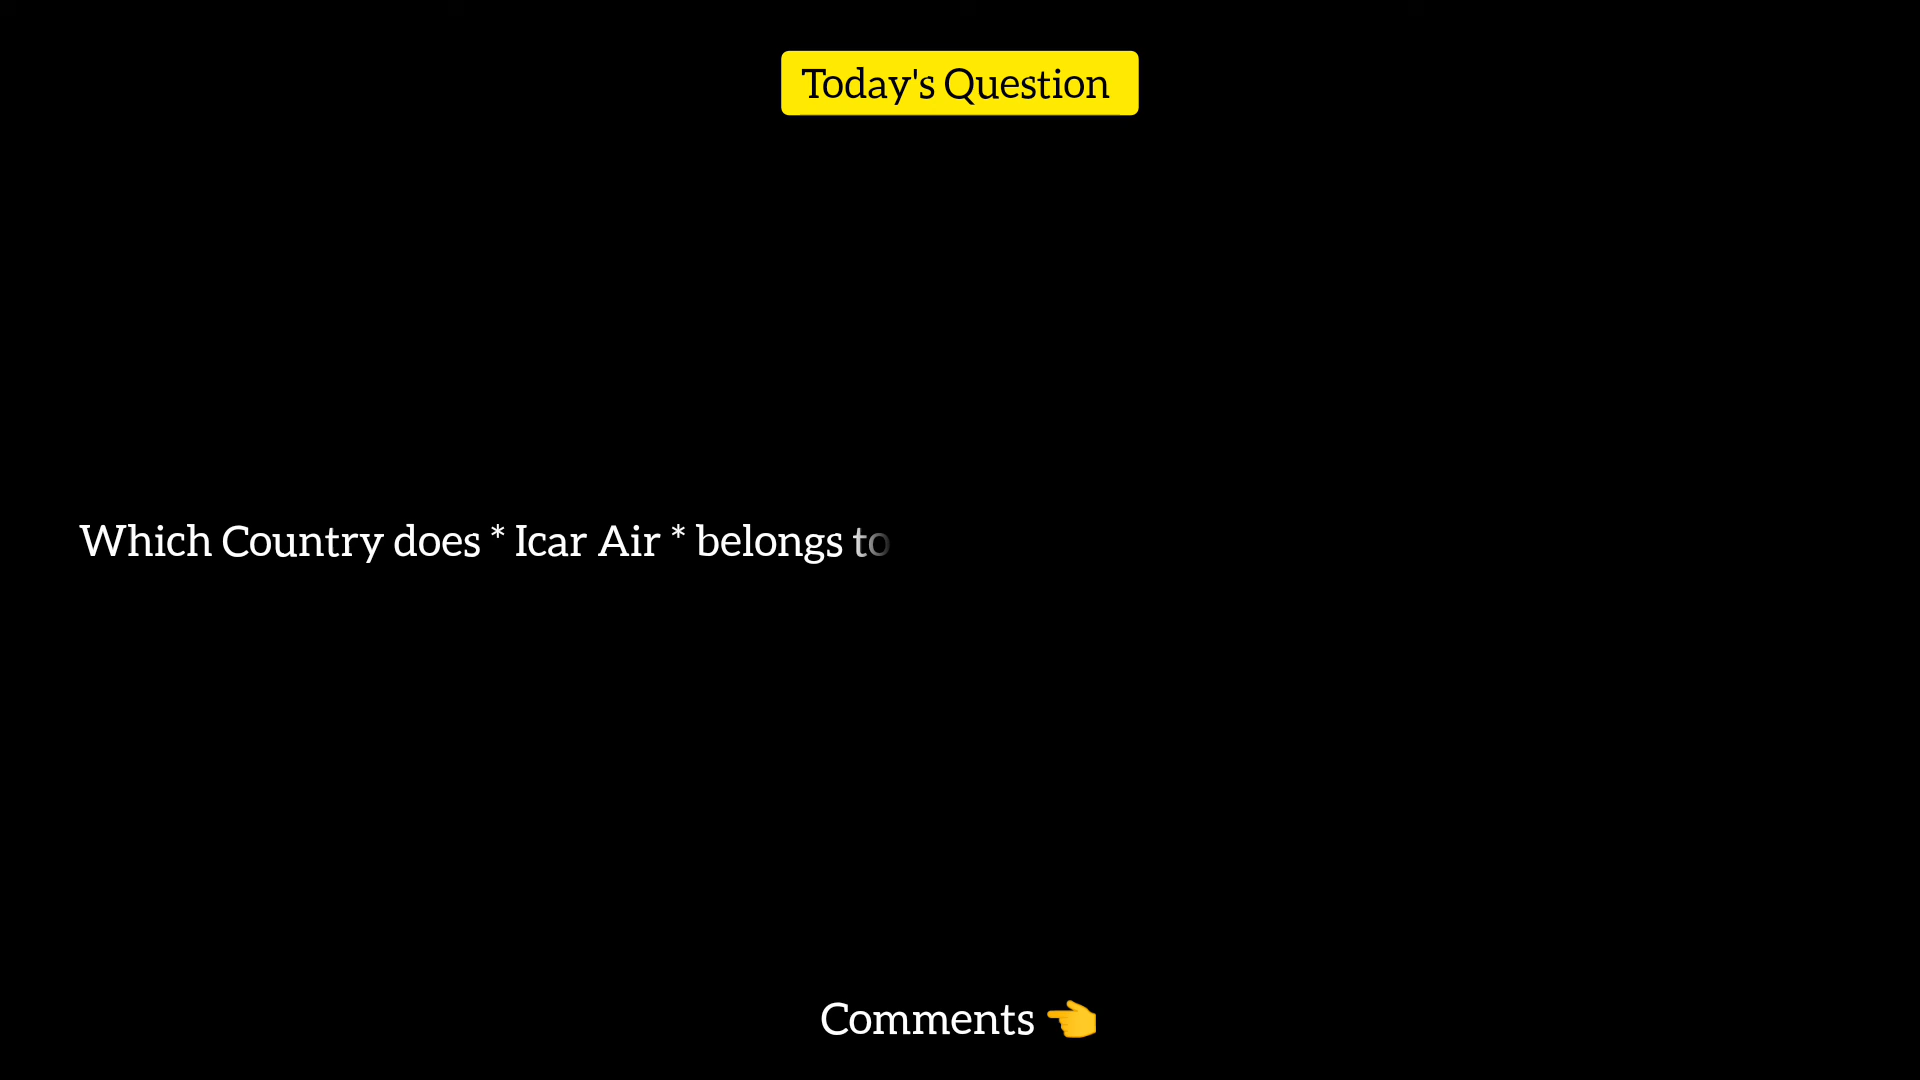 Today's Question
Which Country does * Icar Air * belongs to
Comments 👈